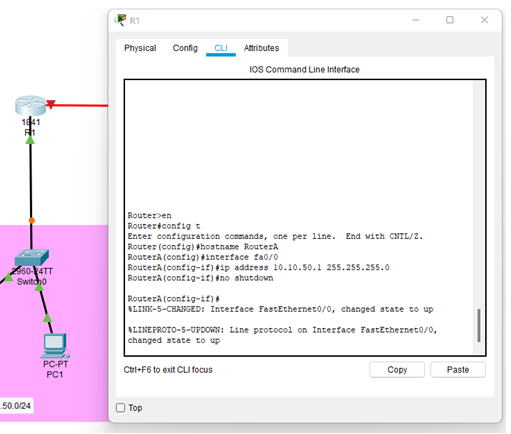 R1
Physical Config CLI Attributes
IOS Command Line Interface
Router>en
Router#config t
Enter configuration commands, one per line. End with CNTL/Z.
Router(config)#hostname RouterA
RouterA(config)#interface fa0/0
RouterA(config-if)#ip address 10.10.50.1 255.255.255.0
RouterA(config-if)#no shutdown
RouterA(config-if)#
%LINK-5-CHANGED: Interface FastEthernet0/0, changed state to up
%LINEPROTO-5-UPDOWN: Line protocol on Interface FastEthernet0/0,
changed state to up
Ctrl+F6 to exit CLI focus
Copy Paste
Top
1841
R1
2960-24TT
Switch0
PC-PT
PC1
.50.0/24